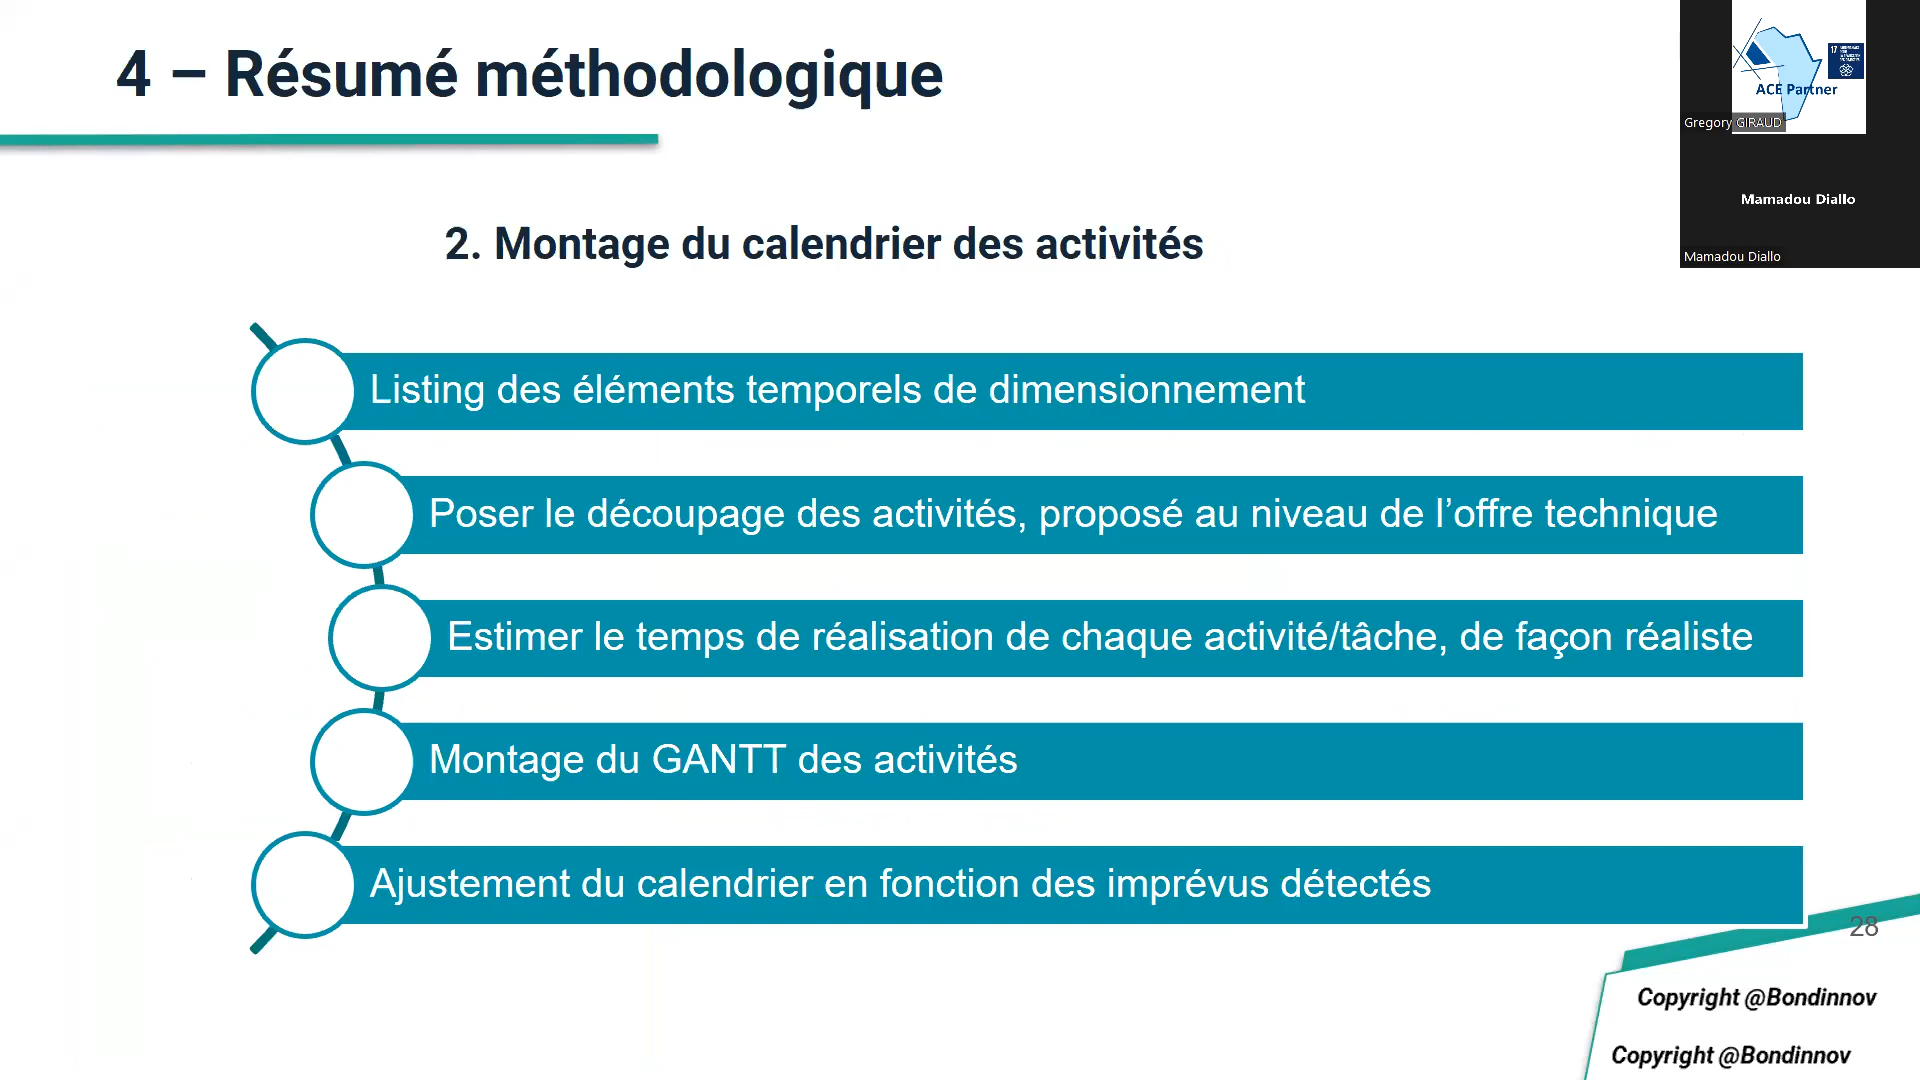 4 – Résumé méthodologique
2. Montage du calendrier des activités
Listing des éléments temporels de dimensionnement
Poser le découpage des activités, proposé au niveau de l’offre technique
Estimer le temps de réalisation de chaque activité/tâche, de façon réaliste
Montage du GANTT des activités
Ajustement du calendrier en fonction des imprévus détectés
28
Copyright @Bondinnov
Copyright @Bondinnov
17
ACE Partner
Gregory GIRAUD
Mamadou Diallo
Mamadou Diallo